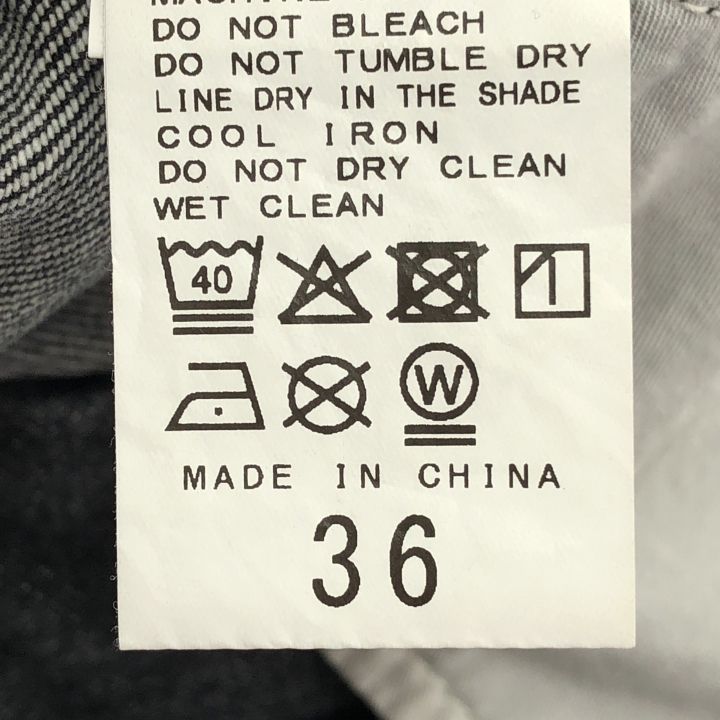 DO NOT BLEACH
DO NOT TUMBLE DRY
LINE DRY IN THE SHADE
COOL IRON
DO NOT DRY CLEAN
WET CLEAN
40
W
MADE IN CHINA
36